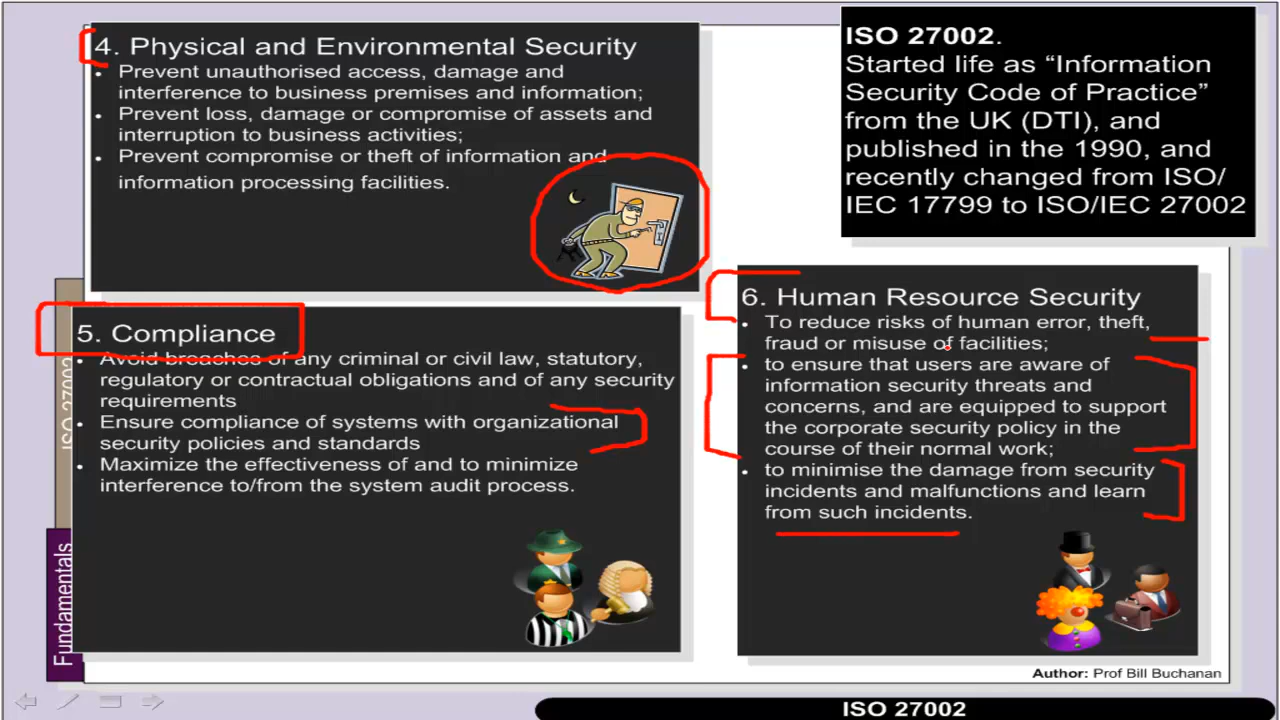 4. Physical and Environmental Security
• Prevent unauthorised access, damage and
interference to business premises and information;
• Prevent loss, damage or compromise of assets and
interruption to business activities;
• Prevent compromise or theft of information and
information processing facilities.
ISO 27002.
Started life as “Information
Security Code of Practice”
from the UK (DTI), and
published in the 1990, and
recently changed from ISO/
IEC 17799 to ISO/IEC 27002
5. Compliance
• Avoid breaches of any criminal or civil law, statutory,
regulatory or contractual obligations and of any security
requirements
• Ensure compliance of systems with organizational
security policies and standards
• Maximize the effectiveness of and to minimize
interference to/from the system audit process.
6. Human Resource Security
• To reduce risks of human error, theft,
fraud or misuse of facilities;
• to ensure that users are aware of
information security threats and
concerns, and are equipped to support
the corporate security policy in the
course of their normal work;
• to minimise the damage from security
incidents and malfunctions and learn
from such incidents.
ISO 27002
Fundamentals
Author: Prof Bill Buchanan
ISO 27002